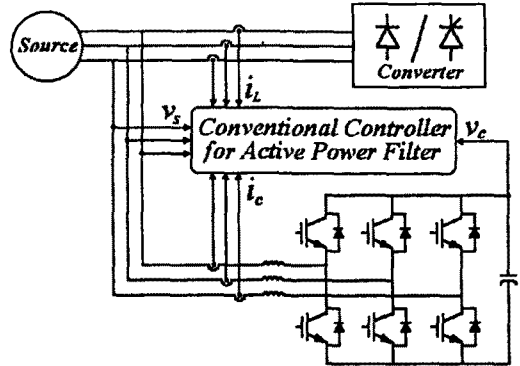 Source
Converter
i_L
v_s
Conventional Controller
for Active Power Filter
v_c
i_c